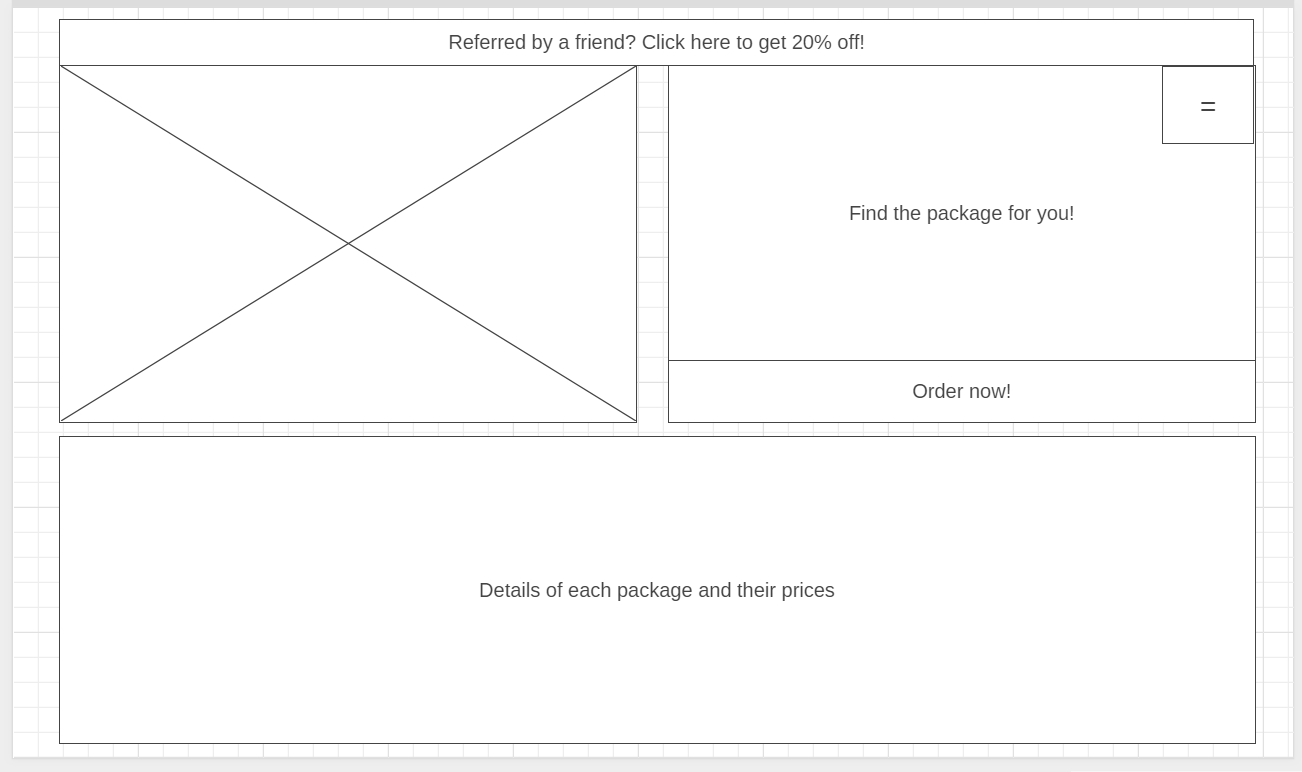 Referred by a friend? Click here to get 20% off!
=
Find the package for you!
Order now!
Details of each package and their prices